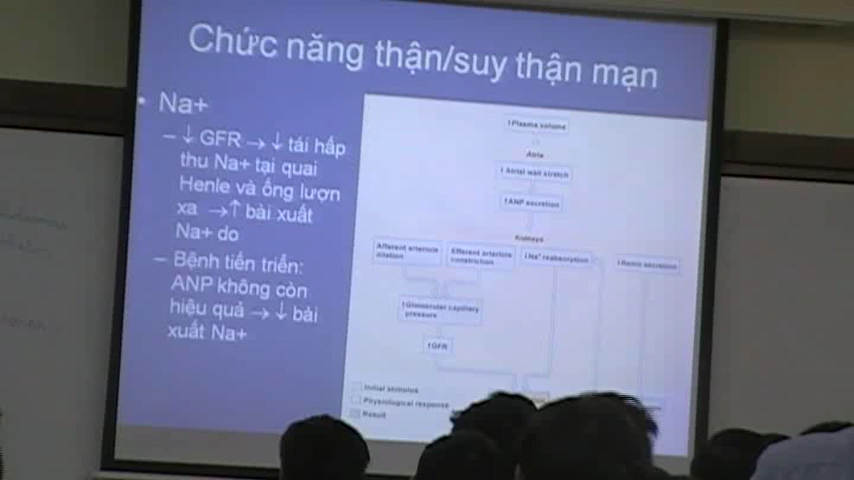 Chức năng thận/suy thận mạn
• Na+
– ↓ GFR → ↓ tái hấp
thu Na+ tại quai
Henle và ống lượn
xa → ↑ bài xuất
Na+ do
– Bệnh tiến triển:
ANP không còn
hiệu quả → ↓ bài
xuất Na+
↑Plasma volume
Atria
↑ Atrial wall stretch
↑ANP secretion
Kidneys
Afferent arteriole
dilation
Efferent arteriole
constriction
↓Na+ reabsorption
↓Renin secretion
↑Glomerular capillary
pressure
↑GFR
Initial stimulus
Physiological response
Result